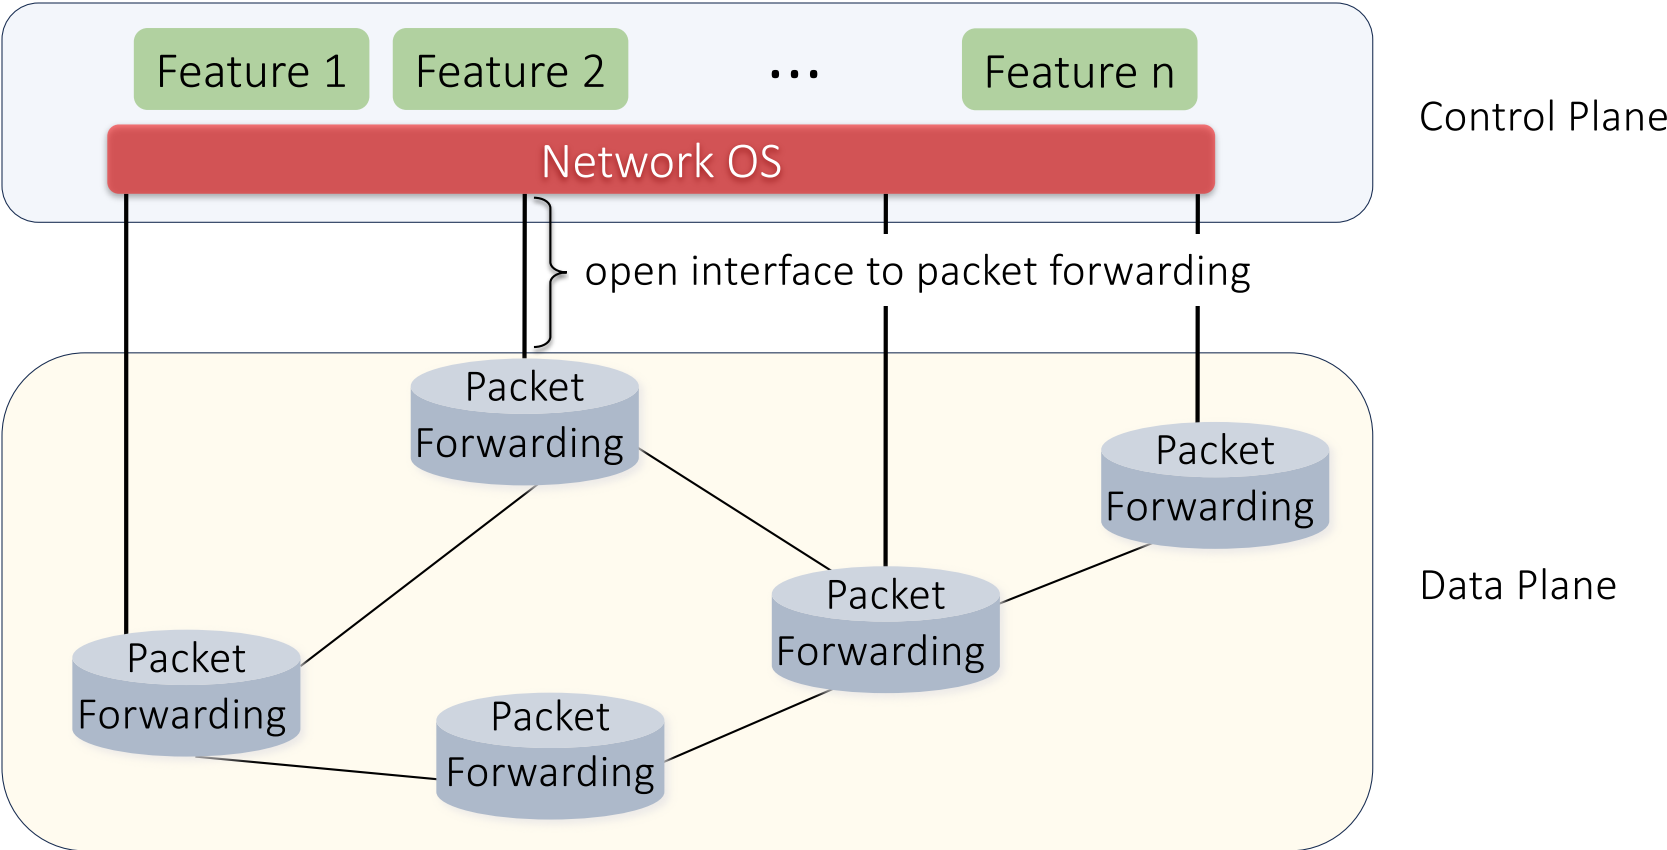 Feature 1
Feature 2
...
Feature n
Network OS
Control Plane
open interface to packet forwarding
Packet
Forwarding
Packet
Forwarding
Packet
Forwarding
Data Plane
Packet
Forwarding
Packet
Forwarding